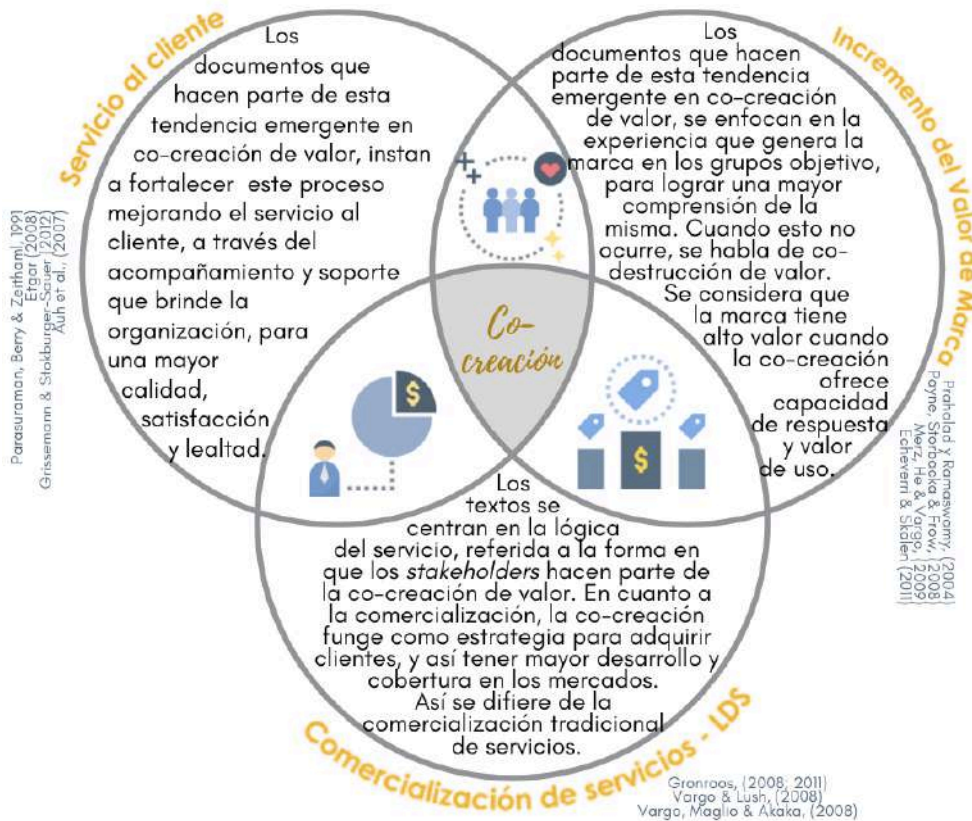 Servicio al cliente
Los
documentos que
hacen parte de esta
tendencia emergente en
co-creación de valor, instan
a fortalecer este proceso
mejorando el servicio al
cliente, a través del
acompañamiento y soporte
que brinde la
organización, para
una mayor
calidad,
satisfacción
y lealtad.
Parasuraman, Berry & Zeithaml, 1991
Etgar (2008)
Grissemann & Stokburger-Sauer (2012)
Auh et al., (2007)
Incremento del Valor de Marca
Los
documentos que hacen
parte de esta tendencia
emergente en co-creación
de valor, se enfocan en la
experiencia que genera la
marca en los grupos objetivo,
para lograr una mayor
comprensión de la
misma. Cuando esto no
ocurre, se habla de co-
destrucción de valor.
Se considera que
la marca tiene
alto valor cuando
la co-creación
ofrece
capacidad
de respuesta
y valor
de uso.
Prahalad y Ramaswamy, (2004)
Payne, Storbacka & Frow, (2008)
Merz, He & Vargo, (2009)
Echeverri & Skålen (2011)
Co-
creación
$
$
Los
textos se
centran en la lógica
del servicio, referida a la forma en
que los stakeholders hacen parte de
la co-creación de valor. En cuanto a
la comercialización, la co-creación
funge como estrategia para adquirir
clientes, y así tener mayor desarrollo y
cobertura en los mercados.
Así se difiere de la
comercialización tradicional
de servicios.
Comercialización de servicios - LDS
Gronroos, (2008; 2011)
Vargo & Lush, (2008)
Vargo, Maglio & Akaka, (2008)